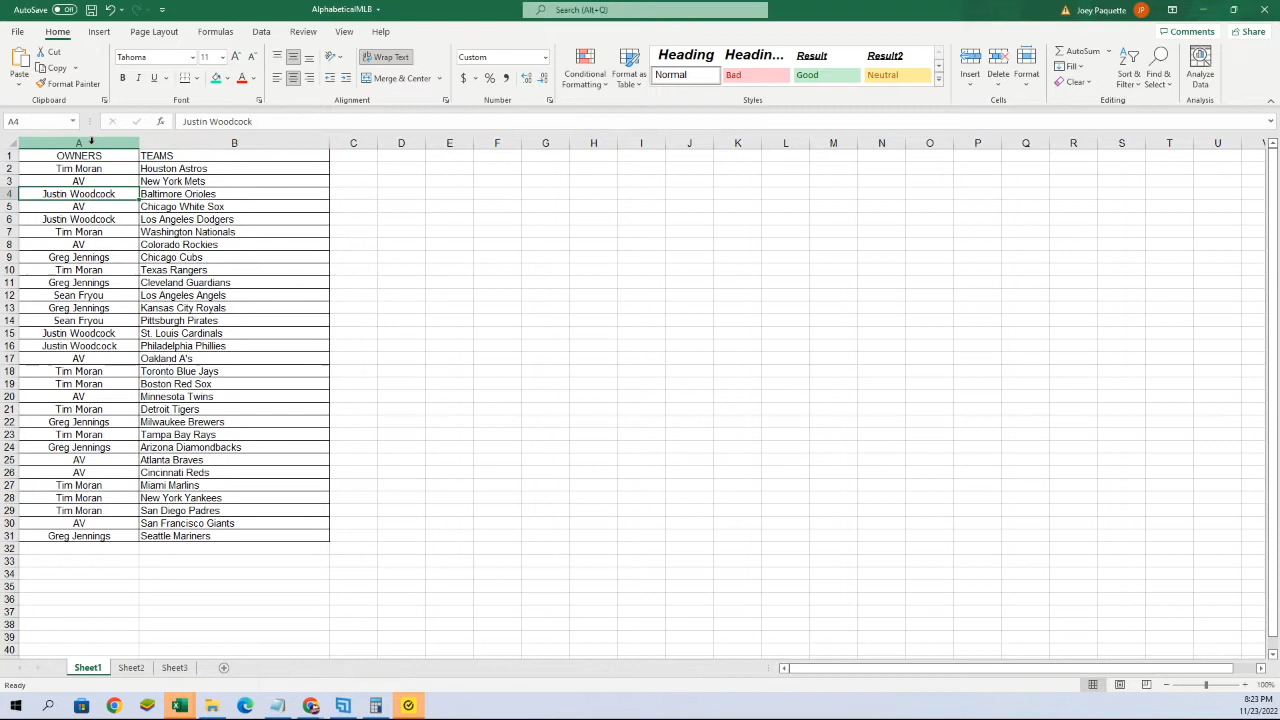 AutoSave Off AlphabeticalMLB Search (Alt+Q) Joey Paquette JP
File Home Insert Page Layout Formulas Data Review View Help Comments Share
Paste Cut Copy Format Painter Clipboard
Tahoma 11 B I U Font
Wrap Text Merge & Center Alignment
Custom $ % Number
Conditional Formatting Format as Table
Heading Headin... Result Result2
Normal Bad Good Neutral
Styles
Insert Delete Format Cells
AutoSum Fill Clear Sort & Filter Find & Select Editing
Analyze Data Analysis
A4 fx Justin Woodcock
A B C D E F G H I J K L M N O P Q R S T U
1 OWNERS TEAMS
2 Tim Moran Houston Astros
3 AV New York Mets
4 Justin Woodcock Baltimore Orioles
5 AV Chicago White Sox
6 Justin Woodcock Los Angeles Dodgers
7 Tim Moran Washington Nationals
8 AV Colorado Rockies
9 Greg Jennings Chicago Cubs
10 Tim Moran Texas Rangers
11 Greg Jennings Cleveland Guardians
12 Sean Fryou Los Angeles Angels
13 Greg Jennings Kansas City Royals
14 Sean Fryou Pittsburgh Pirates
15 Justin Woodcock St. Louis Cardinals
16 Justin Woodcock Philadelphia Phillies
17 AV Oakland A's
18 Tim Moran Toronto Blue Jays
19 Tim Moran Boston Red Sox
20 AV Minnesota Twins
21 Tim Moran Detroit Tigers
22 Greg Jennings Milwaukee Brewers
23 Tim Moran Tampa Bay Rays
24 Greg Jennings Arizona Diamondbacks
25 AV Atlanta Braves
26 AV Cincinnati Reds
27 Tim Moran Miami Marlins
28 Tim Moran New York Yankees
29 Tim Moran San Diego Padres
30 AV San Francisco Giants
31 Greg Jennings Seattle Mariners
32
33
34
35
36
37
38
39
40
Sheet1 Sheet2 Sheet3
Ready 100%
8:23 PM
11/23/2022